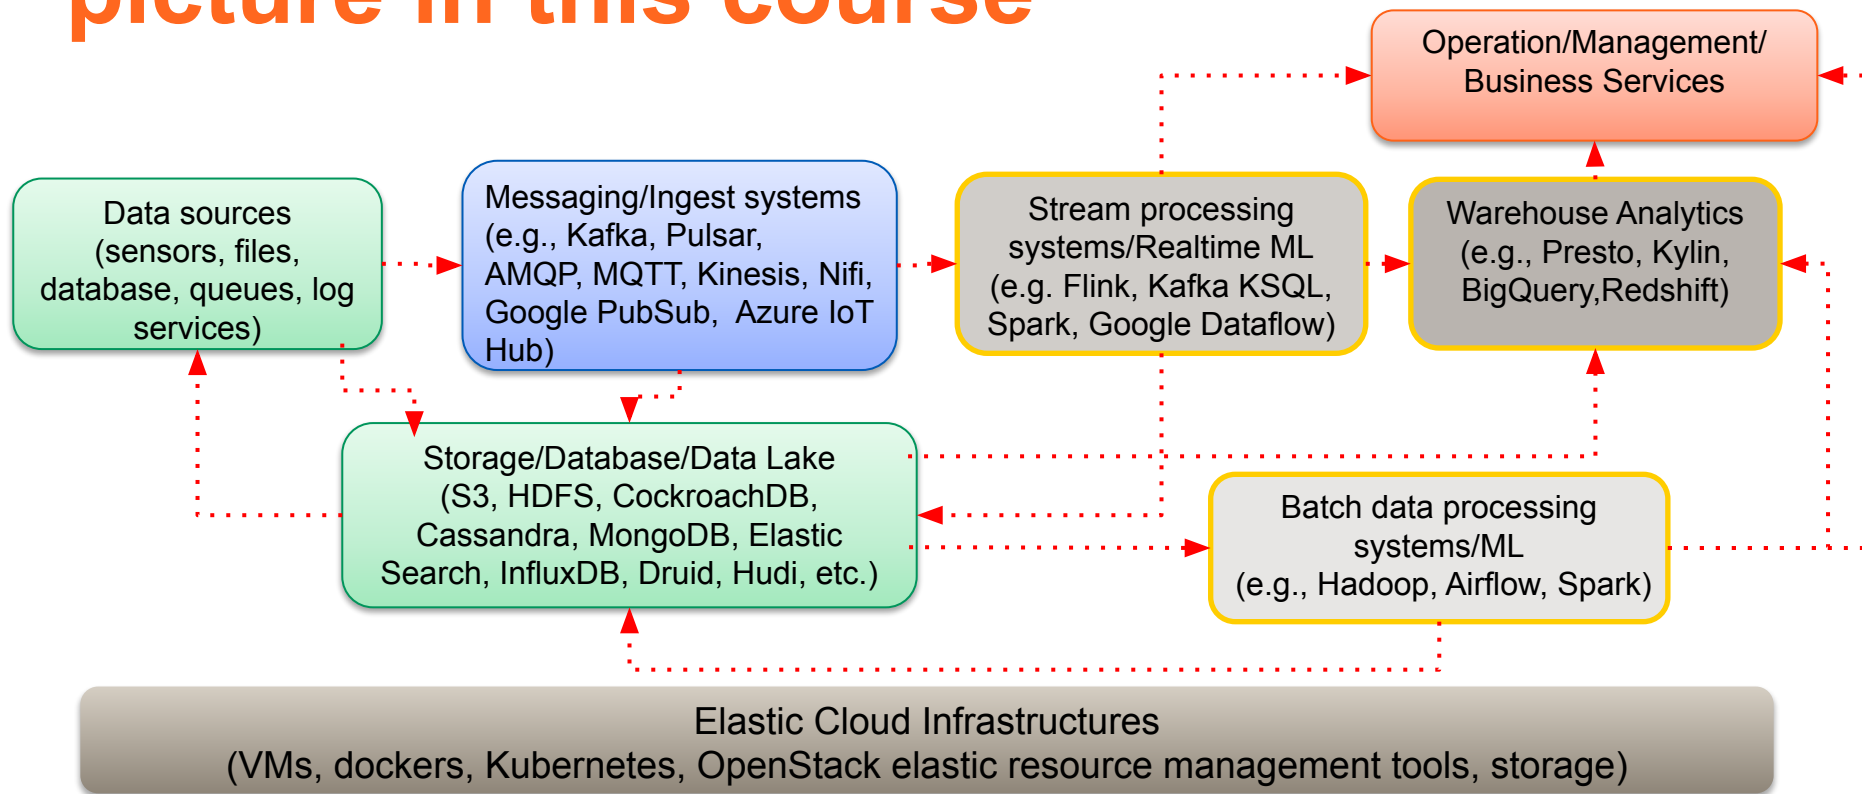 picture in this course
Operation/Management/
Business Services
Data sources
(sensors, files,
database, queues, log
services)
Messaging/Ingest systems
(e.g., Kafka, Pulsar,
AMQP, MQTT, Kinesis, Nifi,
Google PubSub,  Azure IoT
Hub)
Stream processing
systems/Realtime ML
(e.g. Flink, Kafka KSQL,
Spark, Google Dataflow)
Warehouse Analytics
(e.g., Presto, Kylin,
BigQuery,Redshift)
Storage/Database/Data Lake
(S3, HDFS, CockroachDB,
Cassandra, MongoDB, Elastic
Search, InfluxDB, Druid, Hudi, etc.)
Batch data processing
systems/ML
(e.g., Hadoop, Airflow, Spark)
Elastic Cloud Infrastructures
(VMs, dockers, Kubernetes, OpenStack elastic resource management tools, storage)